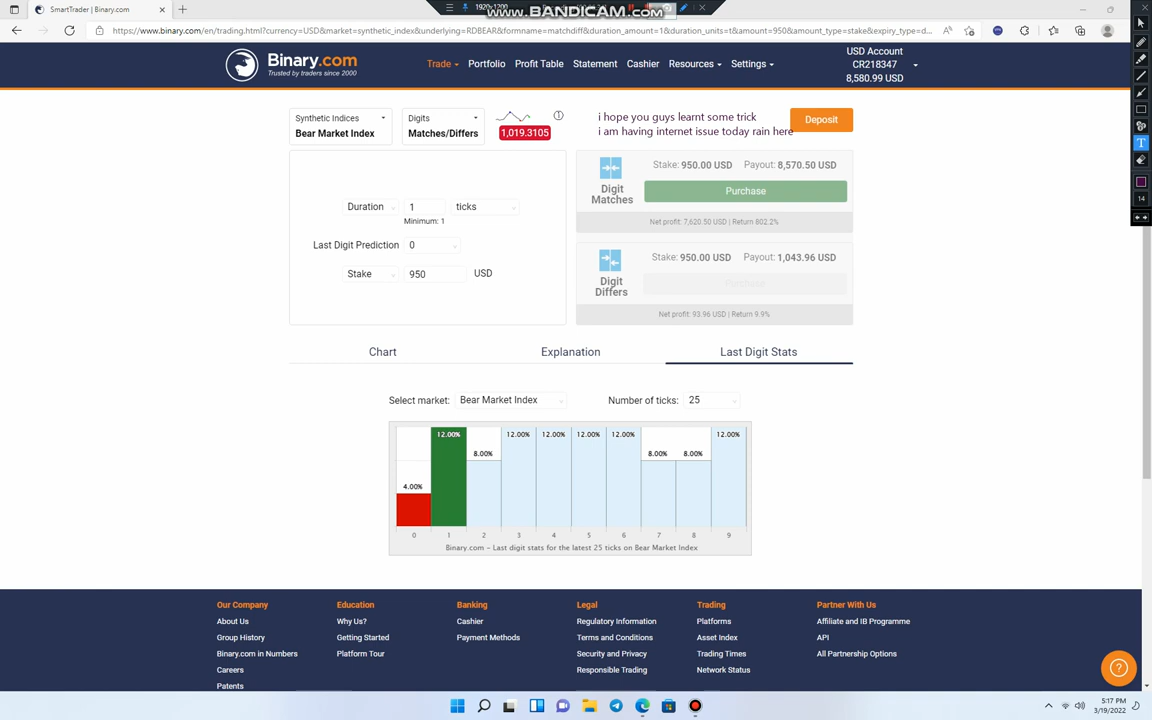 SmartTrader | Binary.com
1920×1200
www.BANDICAM.com
https://www.binary.com/en/trading.html?currency=USD&market=synthetic_index&underlying=RDBEAR&formname=matchdiff&duration_amount=1&duration_units=t&amount=950&amount_type=stake&expiry_type=d...
Binary.com
Trusted by traders since 2000
Trade Portfolio Profit Table Statement Cashier Resources Settings
USD Account
CR218347
8,580.99 USD
Synthetic Indices
Bear Market Index
Digits
Matches/Differs
1,019.3105
i hope you guys learnt some trick
i am having internet issue today rain here
Deposit
T
14
Duration 1 ticks
Minimum: 1
Last Digit Prediction 0
Stake 950 USD
Digit
Matches
Stake: 950.00 USD Payout: 8,570.50 USD
Purchase
Net profit: 7,620.50 USD | Return 802.2%
Digit
Differs
Stake: 950.00 USD Payout: 1,043.96 USD
Purchase
Net profit: 93.96 USD | Return 9.9%
Chart Explanation Last Digit Stats
Select market: Bear Market Index Number of ticks: 25
4.00% 12.00% 8.00% 12.00% 12.00% 12.00% 12.00% 8.00% 8.00% 12.00%
0 1 2 3 4 5 6 7 8 9
Binary.com – Last digit stats for the latest 25 ticks on Bear Market Index
Our Company Education Banking Legal Trading Partner With Us
About Us Why Us? Cashier Regulatory Information Platforms Affiliate and IB Programme
Group History Getting Started Payment Methods Terms and Conditions Asset Index API
Binary.com in Numbers Platform Tour Security and Privacy Trading Times All Partnership Options
Careers Responsible Trading Network Status
Patents
5:17 PM
3/19/2022